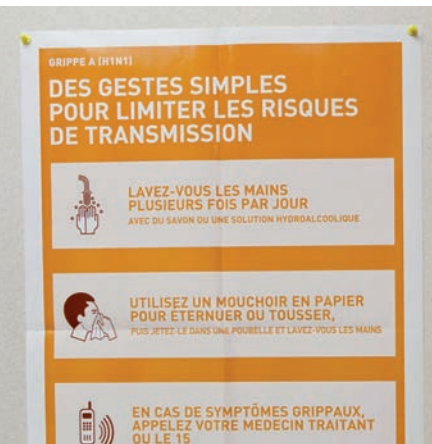 GRIPPE A (H1N1)
DES GESTES SIMPLES
POUR LIMITER LES RISQUES
DE TRANSMISSION
LAVEZ-VOUS LES MAINS
PLUSIEURS FOIS PAR JOUR
AVEC DU SAVON OU UNE SOLUTION HYDROALCOOLIQUE
UTILISEZ UN MOUCHOIR EN PAPIER
POUR ÉTERNUER OU TOUSSER,
PUIS JETEZ-LE DANS UNE POUBELLE ET LAVEZ-VOUS LES MAINS
EN CAS DE SYMPTÔMES GRIPPAUX,
APPELEZ VOTRE MEDECIN TRAITANT
OU LE 15